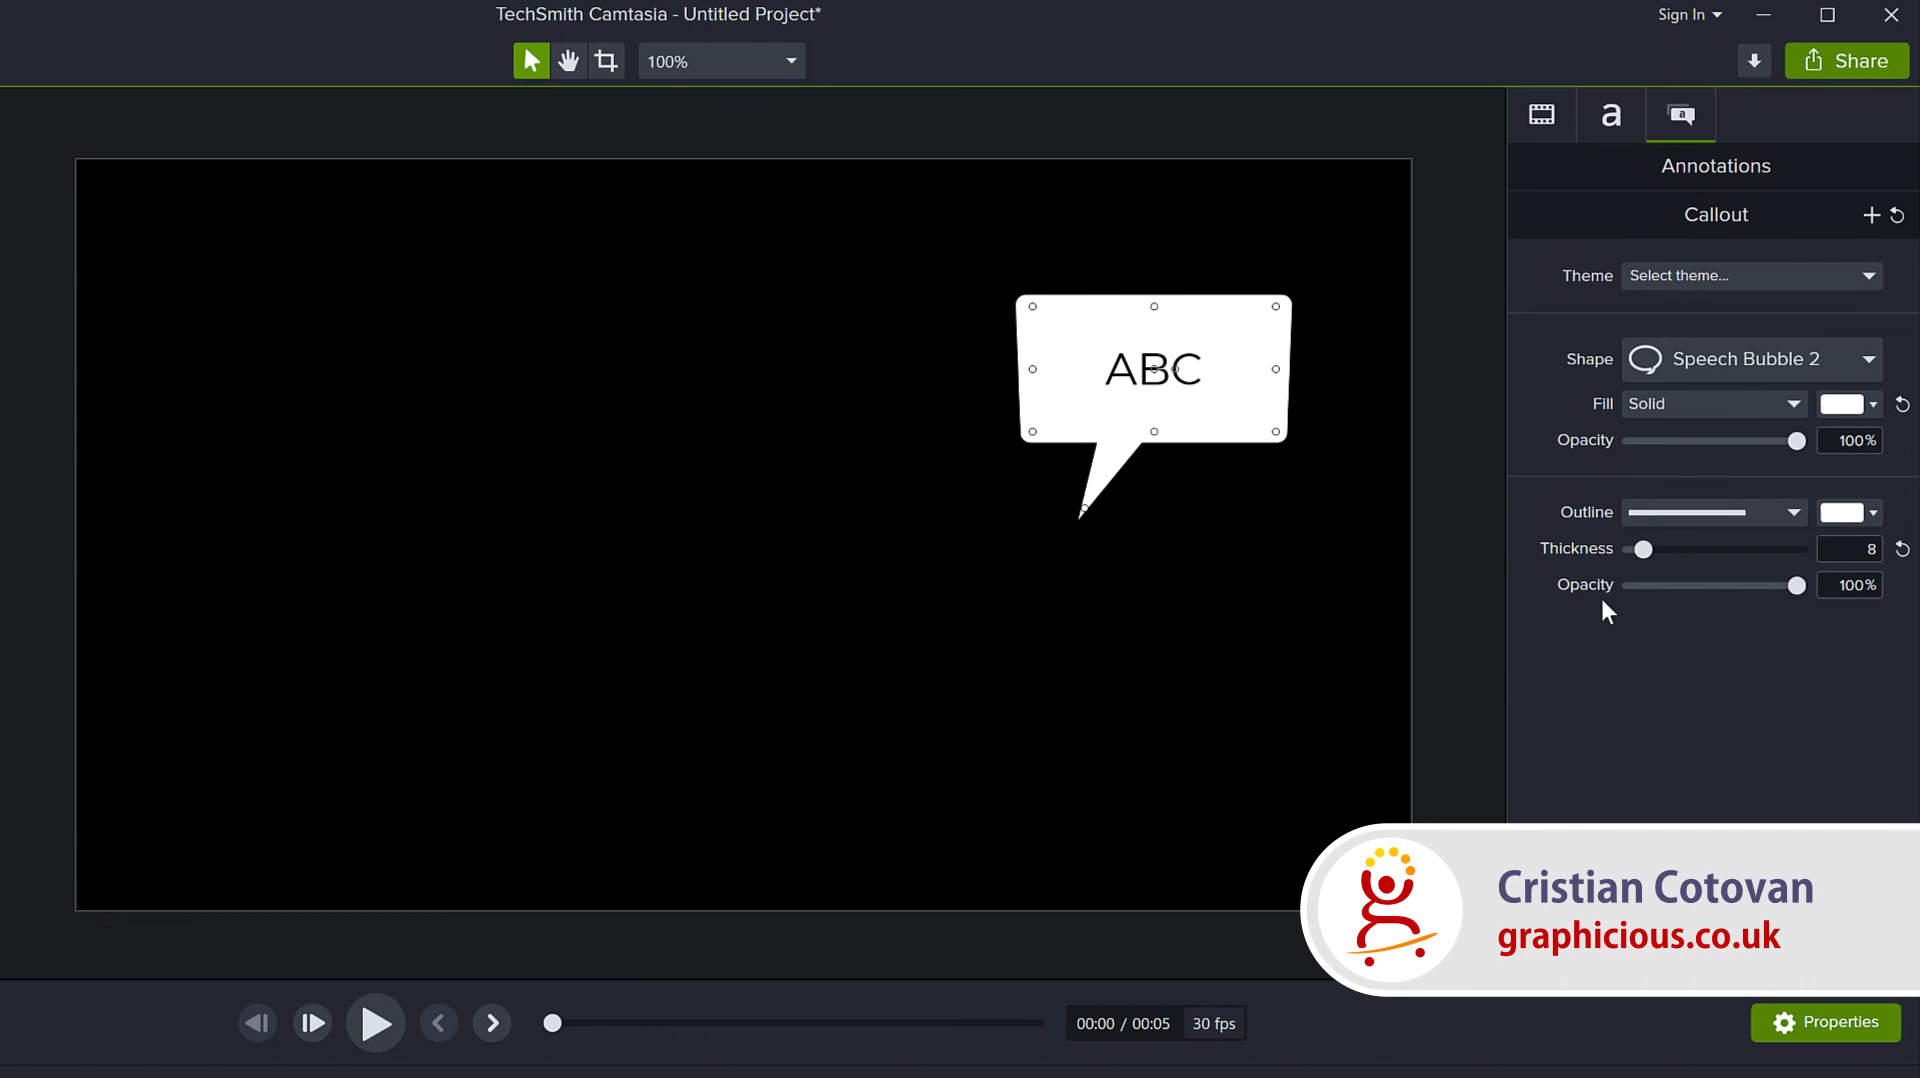 TechSmith Camtasia - Untitled Project*
Sign In
100%
Share
a
a
Annotations
Callout
Theme Select theme...
Shape Speech Bubble 2
Fill Solid
Opacity 100%
ABC
Outline
Thickness 8
Opacity 100%
Cristian Cotovan
graphicious.co.uk
00:00 / 00:05 30 fps
Properties